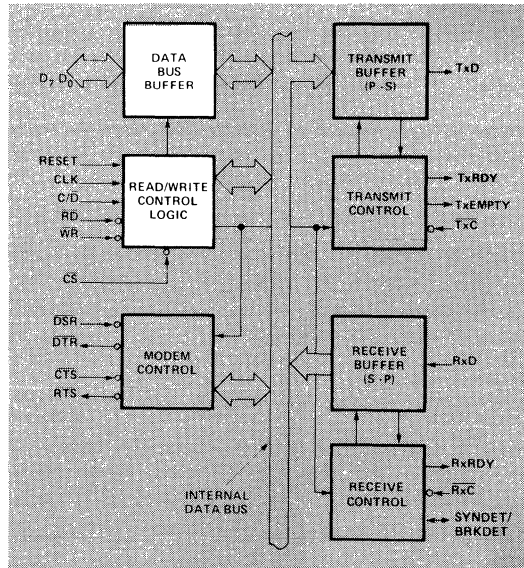 DATA
BUS
BUFFER
D7 D0
TRANSMIT
BUFFER
(P - S)
TxD
RESET
CLK
C/D
RD
WR
CS
READ/WRITE
CONTROL
LOGIC
TRANSMIT
CONTROL
TxRDY
TxEMPTY
TxC
DSR
DTR
CTS
RTS
MODEM
CONTROL
RECEIVE
BUFFER
(S - P)
RxD
INTERNAL
DATA BUS
RECEIVE
CONTROL
RxRDY
RxC
SYNDET/
BRKDET